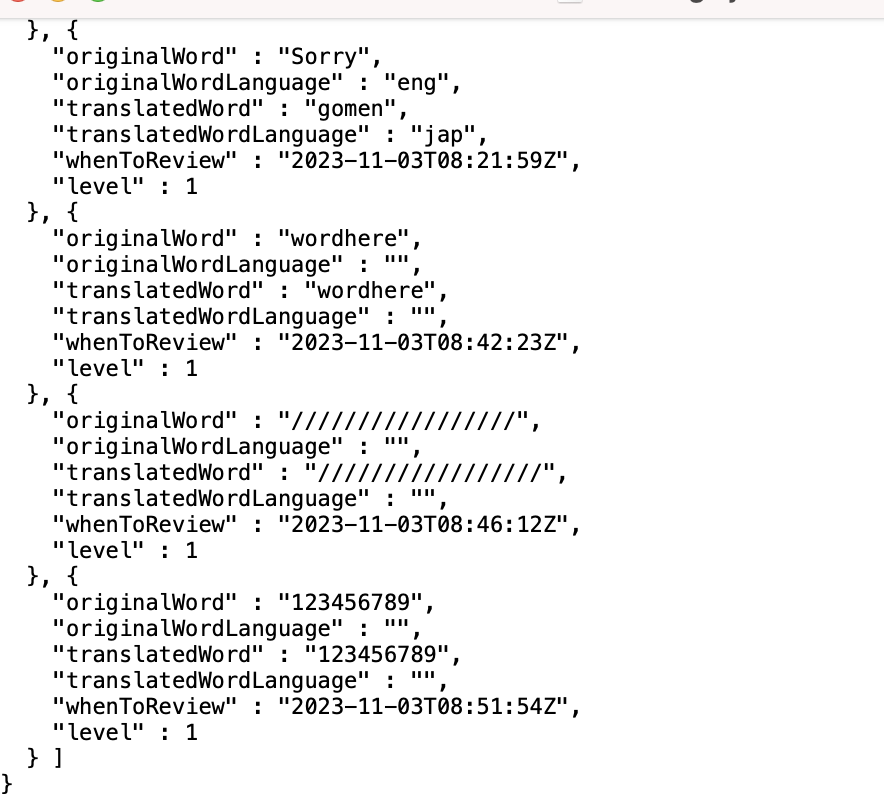 }, {
"originalWord" : "Sorry",
"originalWordLanguage" : "eng",
"translatedWord" : "gomen",
"translatedWordLanguage" : "jap",
"whenToReview" : "2023-11-03T08:21:59Z",
"level" : 1
}, {
"originalWord" : "wordhere",
"originalWordLanguage" : "",
"translatedWord" : "wordhere",
"translatedWordLanguage" : "",
"whenToReview" : "2023-11-03T08:42:23Z",
"level" : 1
}, {
"originalWord" : "/////////////////",
"originalWordLanguage" : "",
"translatedWord" : "/////////////////",
"translatedWordLanguage" : "",
"whenToReview" : "2023-11-03T08:46:12Z",
"level" : 1
}, {
"originalWord" : "123456789",
"originalWordLanguage" : "",
"translatedWord" : "123456789",
"translatedWordLanguage" : "",
"whenToReview" : "2023-11-03T08:51:54Z",
"level" : 1
} ]
}